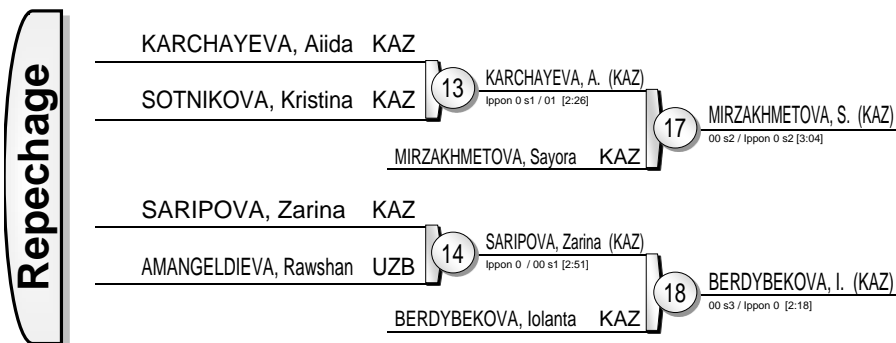 Repechage
KARCHAYEVA, Aiida KAZ
SOTNIKOVA, Kristina KAZ
13
KARCHAYEVA, A. (KAZ)
Ippon 0 s1 / 01 [2:26]
MIRZAKHMETOVA, Sayora KAZ
17
MIRZAKHMETOVA, S. (KAZ)
00 s2 / Ippon 0 s2 [3:04]
SARIPOVA, Zarina KAZ
AMANGELDIEVA, Rawshan UZB
14
SARIPOVA, Zarina (KAZ)
Ippon 0 / 00 s1 [2:51]
BERDYBEKOVA, Iolanta KAZ
18
BERDYBEKOVA, I. (KAZ)
00 s3 / Ippon 0 [2:18]